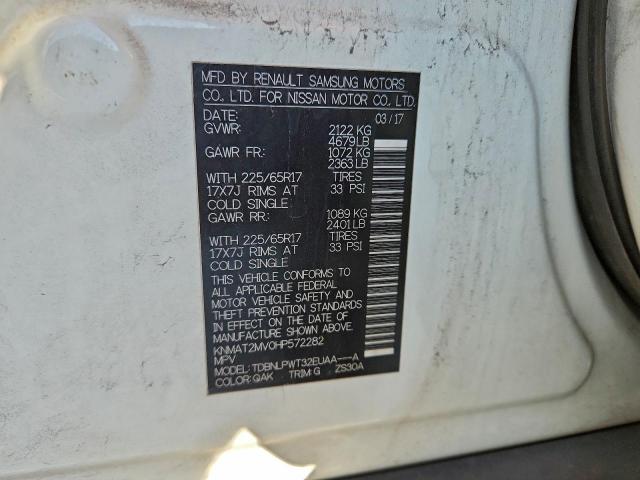 MFD BY RENAULT SAMSUNG MOTORS
CO., LTD. FOR NISSAN MOTOR CO., LTD.
DATE: 03/17
GVWR: 2122 KG
4679 LB
GAWR FR: 1072 KG
2363 LB
WITH 225/65R17 TIRES
17X7J RIMS AT 33 PSI
COLD SINGLE
GAWR RR: 1089 KG
2401 LB
WITH 225/65R17 TIRES
17X7J RIMS AT 33 PSI
COLD SINGLE
THIS VEHICLE CONFORMS TO
ALL APPLICABLE FEDERAL
MOTOR VEHICLE SAFETY AND
THEFT PREVENTION STANDARDS
IN EFFECT ON THE DATE OF
MANUFACTURE SHOWN ABOVE.
KNMAT2MV0HP572282
MPV
MODEL: TDBNLPWT32EUAA---A
COLOR: QAK TRIM: G ZS30A